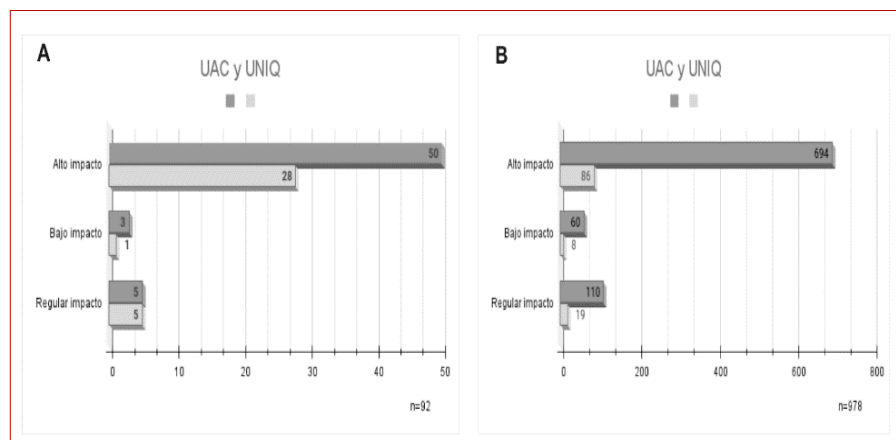 A
UAC y UNIQ
Alto impacto
50
28
Bajo impacto
3
1
Regular impacto
5
5
0 10 20 30 40 50
n=92
B
UAC y UNIQ
Alto impacto
694
86
Bajo impacto
60
8
Regular impacto
110
19
0 200 400 600 800
n=978